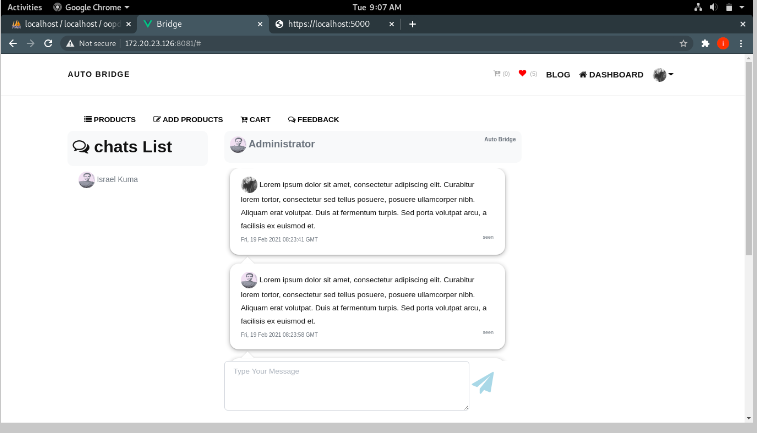 Activities Google Chrome Tue 9:07 AM
localhost / localhost / oopd Bridge https://localhost:5000
Not secure 172.20.23.126:8081/# i
AUTO BRIDGE (0) (5) BLOG DASHBOARD
PRODUCTS ADD PRODUCTS CART FEEDBACK
chats List
Israel Kuma
Administrator Auto Bridge
Lorem ipsum dolor sit amet, consectetur adipiscing elit. Curabitur
lorem tortor, consectetur sed tellus posuere, posuere ullamcorper nibh.
Aliquam erat volutpat. Duis at fermentum turpis. Sed porta volutpat arcu, a
facilisis ex euismod et.
Fri, 19 Feb 2021 06:23:41 GMT seen
Lorem ipsum dolor sit amet, consectetur adipiscing elit. Curabitur
lorem tortor, consectetur sed tellus posuere, posuere ullamcorper nibh.
Aliquam erat volutpat. Duis at fermentum turpis. Sed porta volutpat arcu, a
facilisis ex euismod et.
Fri, 19 Feb 2021 06:23:58 GMT seen
Type Your Message